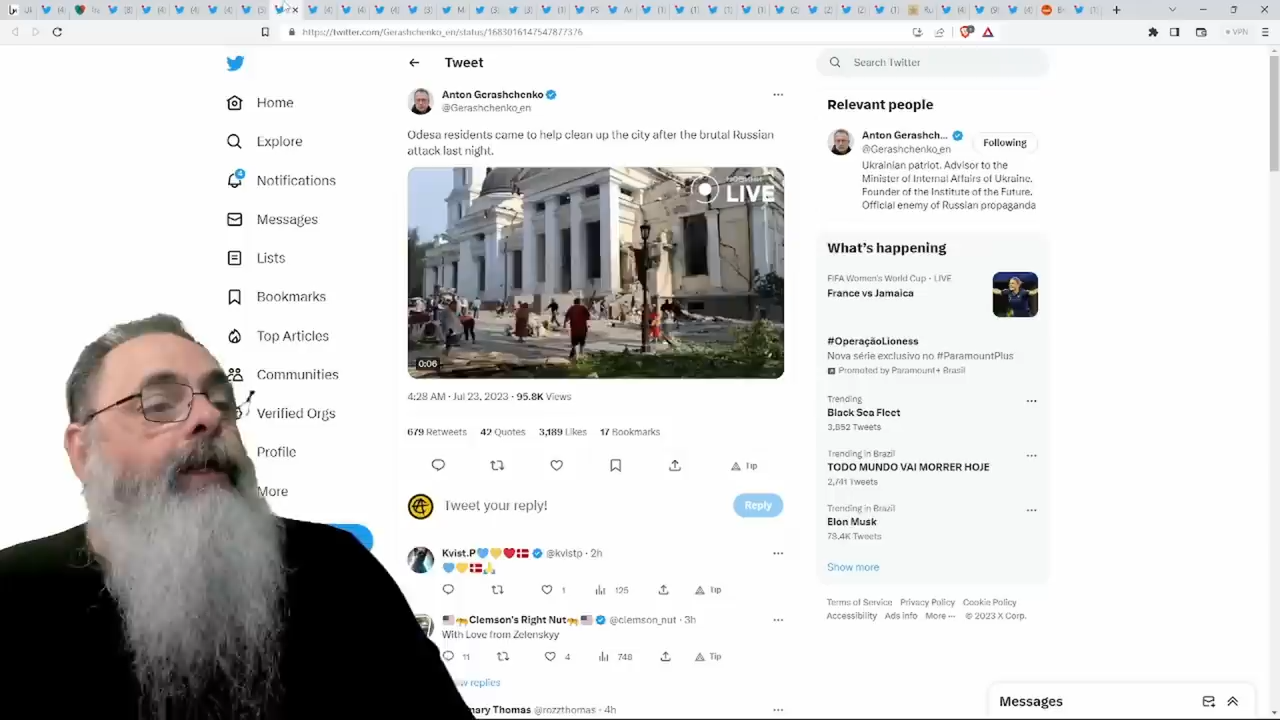 https://twitter.com/Gerashchenko_en/status/1683016147547877376
VPN
Home
Explore
4
Notifications
Messages
Lists
Bookmarks
Top Articles
Communities
Verified Orgs
Profile
More
Tweet
Anton Gerashchenko
@Gerashchenko_en
Odesa residents came to help clean up the city after the brutal Russian
attack last night.
LIVE
0:06
4:28 AM · Jul 23, 2023 · 95.8K Views
679 Retweets 42 Quotes 3,189 Likes 17 Bookmarks
Tip
Tweet your reply!
Reply
Kvist.P💙💛❤️🇩🇰 @kvistp · 2h
💙💛🇩🇰🙏
1 125 Tip
🇺🇸🐅Clemson's Right Nut🐅🇺🇸 @clemson_nut · 3h
With Love from Zelenskyy
11 4 748 Tip
replies
Thomas @rozzthomas · 4h
Search Twitter
Relevant people
Anton Gerashch...
@Gerashchenko_en
Following
Ukrainian patriot. Advisor to the
Minister of Internal Affairs of Ukraine.
Founder of the Institute of the Future.
Official enemy of Russian propaganda
What's happening
FIFA Women's World Cup · LIVE
France vs Jamaica
#OperaçãoLioness
Nova série exclusivo no #ParamountPlus
Promoted by Paramount+ Brasil
Trending
Black Sea Fleet
3,852 Tweets
Trending in Brazil
TODO MUNDO VAI MORRER HOJE
2,741 Tweets
Trending in Brazil
Elon Musk
73.4K Tweets
Show more
Terms of Service Privacy Policy Cookie Policy
Accessibility Ads info More ··· © 2023 X Corp.
Messages